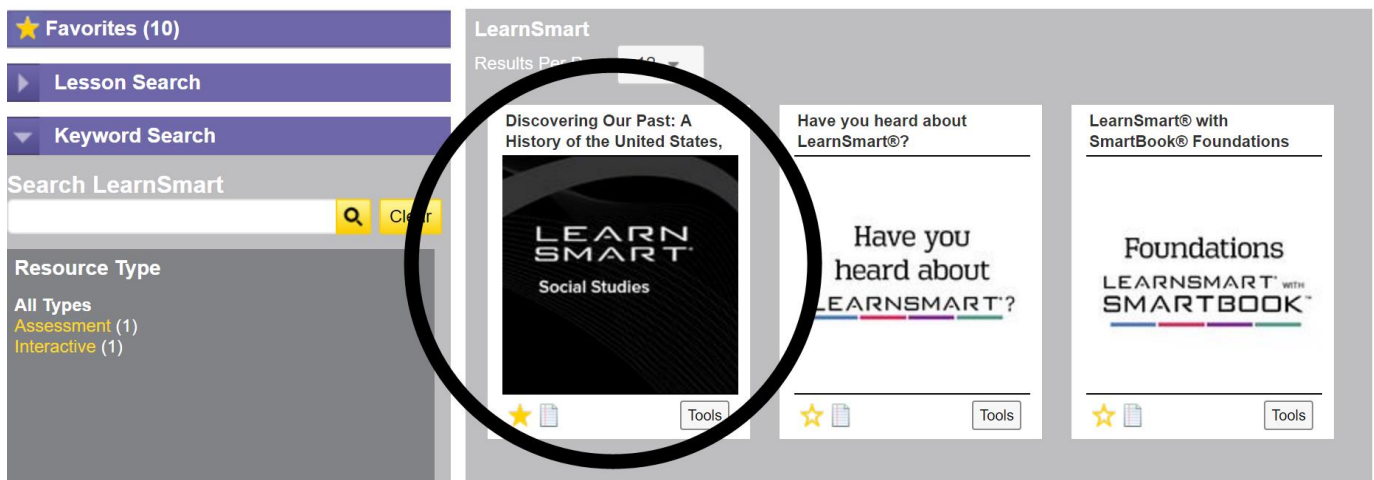 Favorites (10)
Lesson Search
Keyword Search
Search LearnSmart
Clear
Resource Type
All Types
Assessment (1)
Interactive (1)
LearnSmart
Results Per
Discovering Our Past: A
History of the United States,
LEARN
SMART
Social Studies
Tools
Have you heard about
LearnSmart®?
Have you
heard about
LEARNSMART®?
Tools
LearnSmart® with
SmartBook® Foundations
Foundations
LEARNSMART® WITH
SMARTBOOK™
Tools